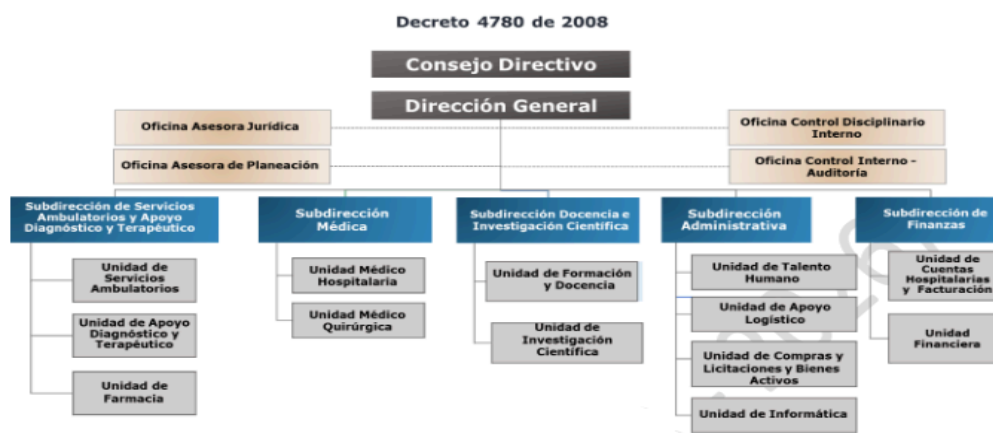 Decreto 4780 de 2008
Consejo Directivo
Dirección General
Oficina Asesora Jurídica
Oficina Control Disciplinario
Interno
Oficina Asesora de Planeación
Oficina Control Interno -
Auditoría
Subdirección de Servicios
Ambulatorios y Apoyo
Diagnóstico y Terapéutico
Subdirección
Médica
Subdirección Docencia e
Investigación Científica
Subdirección
Administrativa
Subdirección de
Finanzas
Unidad de
Servicios
Ambulatorios
Unidad de Apoyo
Diagnóstico y
Terapéutico
Unidad de
Farmacia
Unidad Médico
Hospitalaria
Unidad Médico
Quirúrgica
Unidad de Formación
y Docencia
Unidad de
Investigación
Científica
Unidad de Talento
Humano
Unidad de Apoyo
Logístico
Unidad de Compras y
Licitaciones y Bienes
Activos
Unidad de Informática
Unidad de
Cuentas
Hospitalarias
y Facturación
Unidad
Financiera